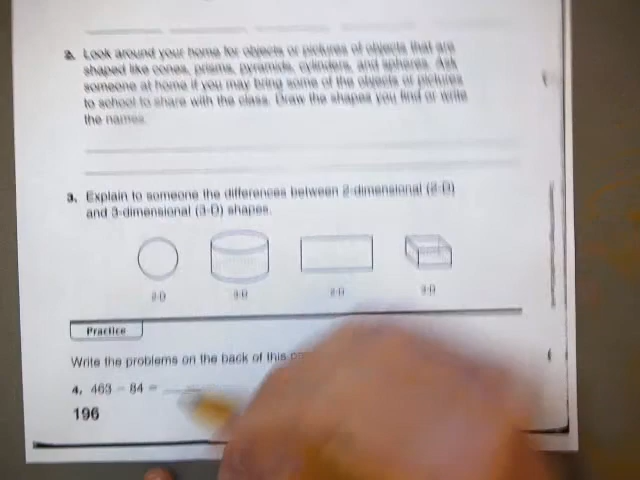 2. Look around your home for objects or pictures of objects that are
shaped like cones, prisms, pyramids, cylinders, and spheres. Ask
someone at home if you may bring some of the objects or pictures
to school to share with the class. Draw the shapes you find or write
the names.
3. Explain to someone the differences between 2-dimensional (2-D)
and 3-dimensional (3-D) shapes.
2-D 3-D 2-D 3-D
Practice
Write the problems on the back of this
4. 463 - 84 =
196